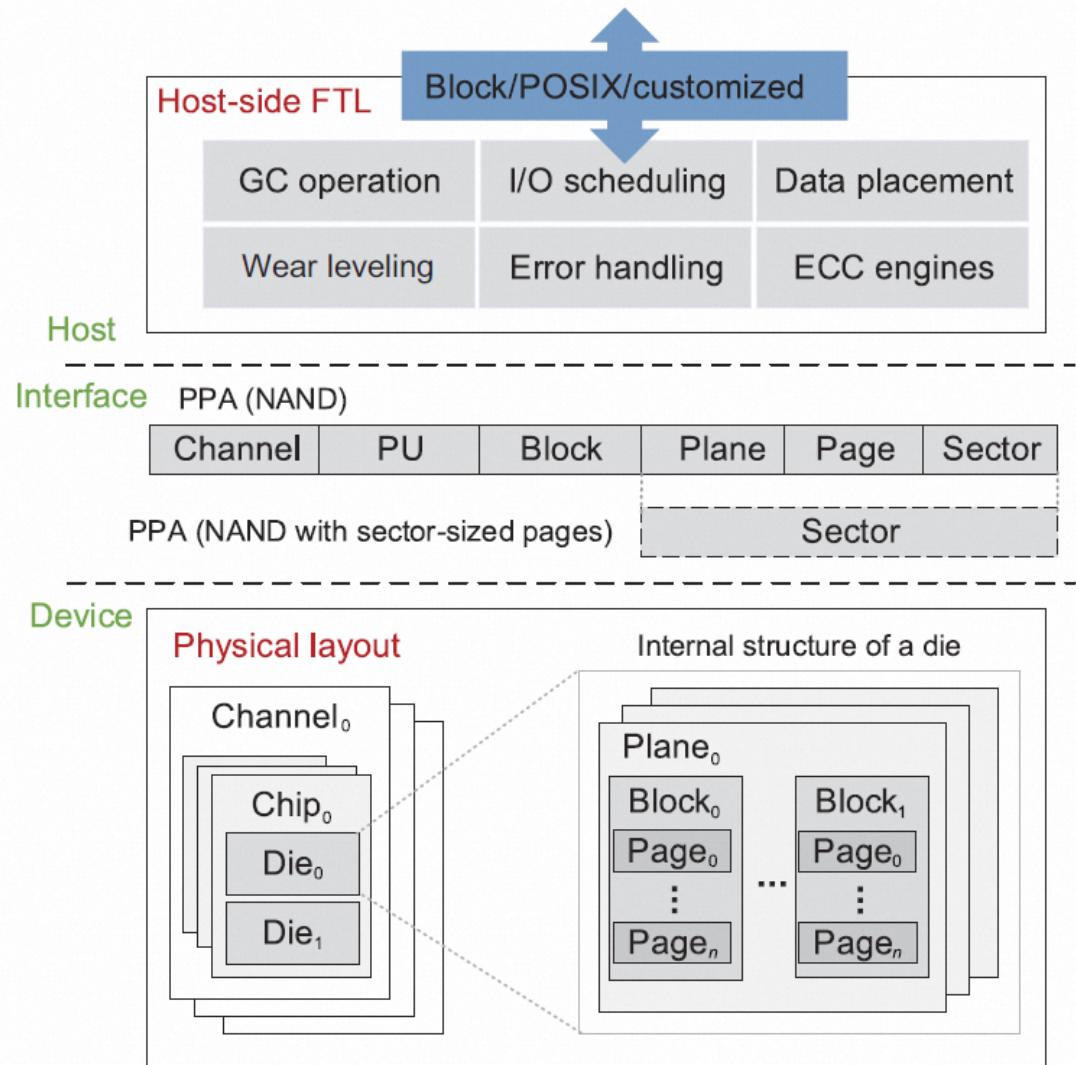 Block/POSIX/customized
Host-side FTL
GC operation
I/O scheduling
Data placement
Wear leveling
Error handling
ECC engines
Host
Interface
PPA (NAND)
Channel
PU
Block
Plane
Page
Sector
PPA (NAND with sector-sized pages)
Sector
Device
Physical layout
Internal structure of a die
Channel0
Chip0
Die0
Die1
Plane0
Block0
Page0
⋮
Pagen
...
Block1
Page0
⋮
Pagen